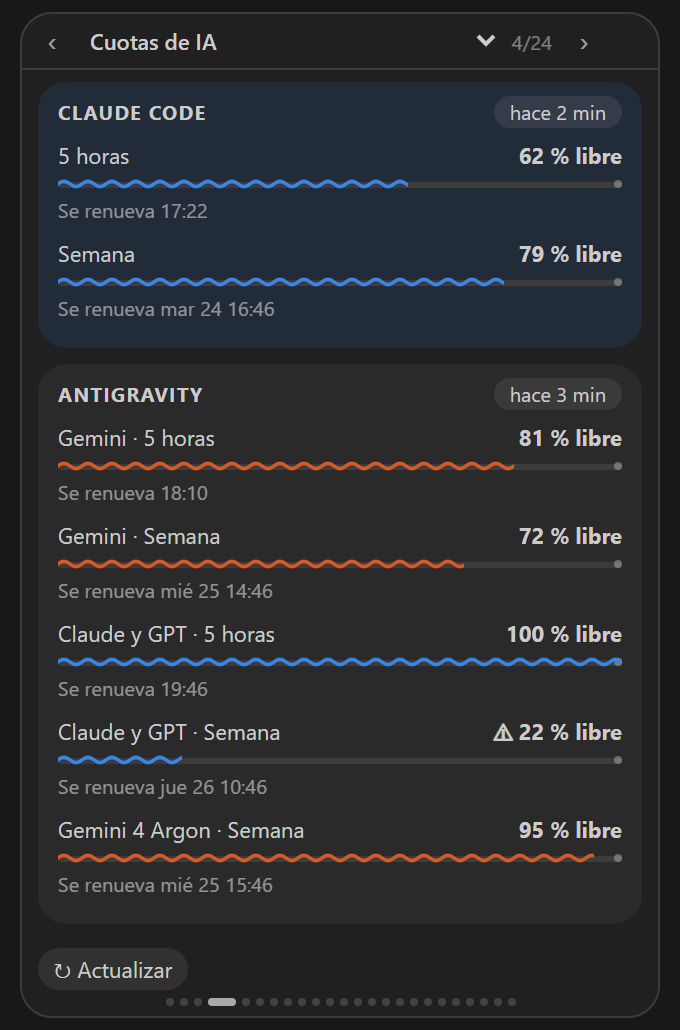 ‹ Cuotas de IA 4/24 ›
CLAUDE CODE hace 2 min
5 horas 62 % libre
Se renueva 17:22
Semana 79 % libre
Se renueva mar 24 16:46
ANTIGRAVITY hace 3 min
Gemini · 5 horas 81 % libre
Se renueva 18:10
Gemini · Semana 72 % libre
Se renueva mié 25 14:46
Claude y GPT · 5 horas 100 % libre
Se renueva 19:46
Claude y GPT · Semana ⚠ 22 % libre
Se renueva jue 26 10:46
Gemini 4 Argon · Semana 95 % libre
Se renueva mié 25 15:46
↻ Actualizar